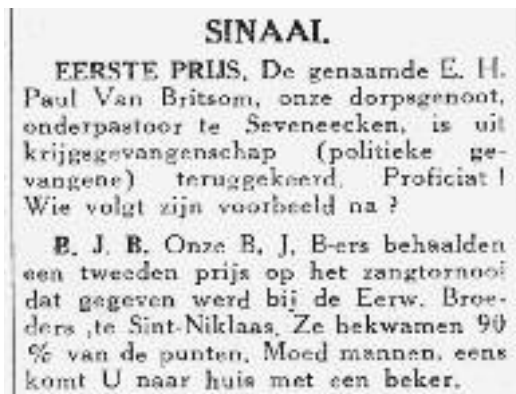 SINAAI.
EERSTE PRIJS. De genaamde E. H.
Paul Van Britsom, onze dorpsgenoot,
onderpastoor te Seveneecken, is uit
krijgsgevangenschap (politieke ge-
vangene) teruggekeerd. Proficiat !
Wie volgt zijn voorbeeld na ?
B. J. B. Onze B. J. B-ers behaalden
een tweeden prijs op het zangtornooi
dat gegeven werd bij de Eerw. Broe-
ders ,te Sint-Niklaas. Ze bekwamen 90
% van de punten. Moed mannen, eens
komt U naar huis met een beker.